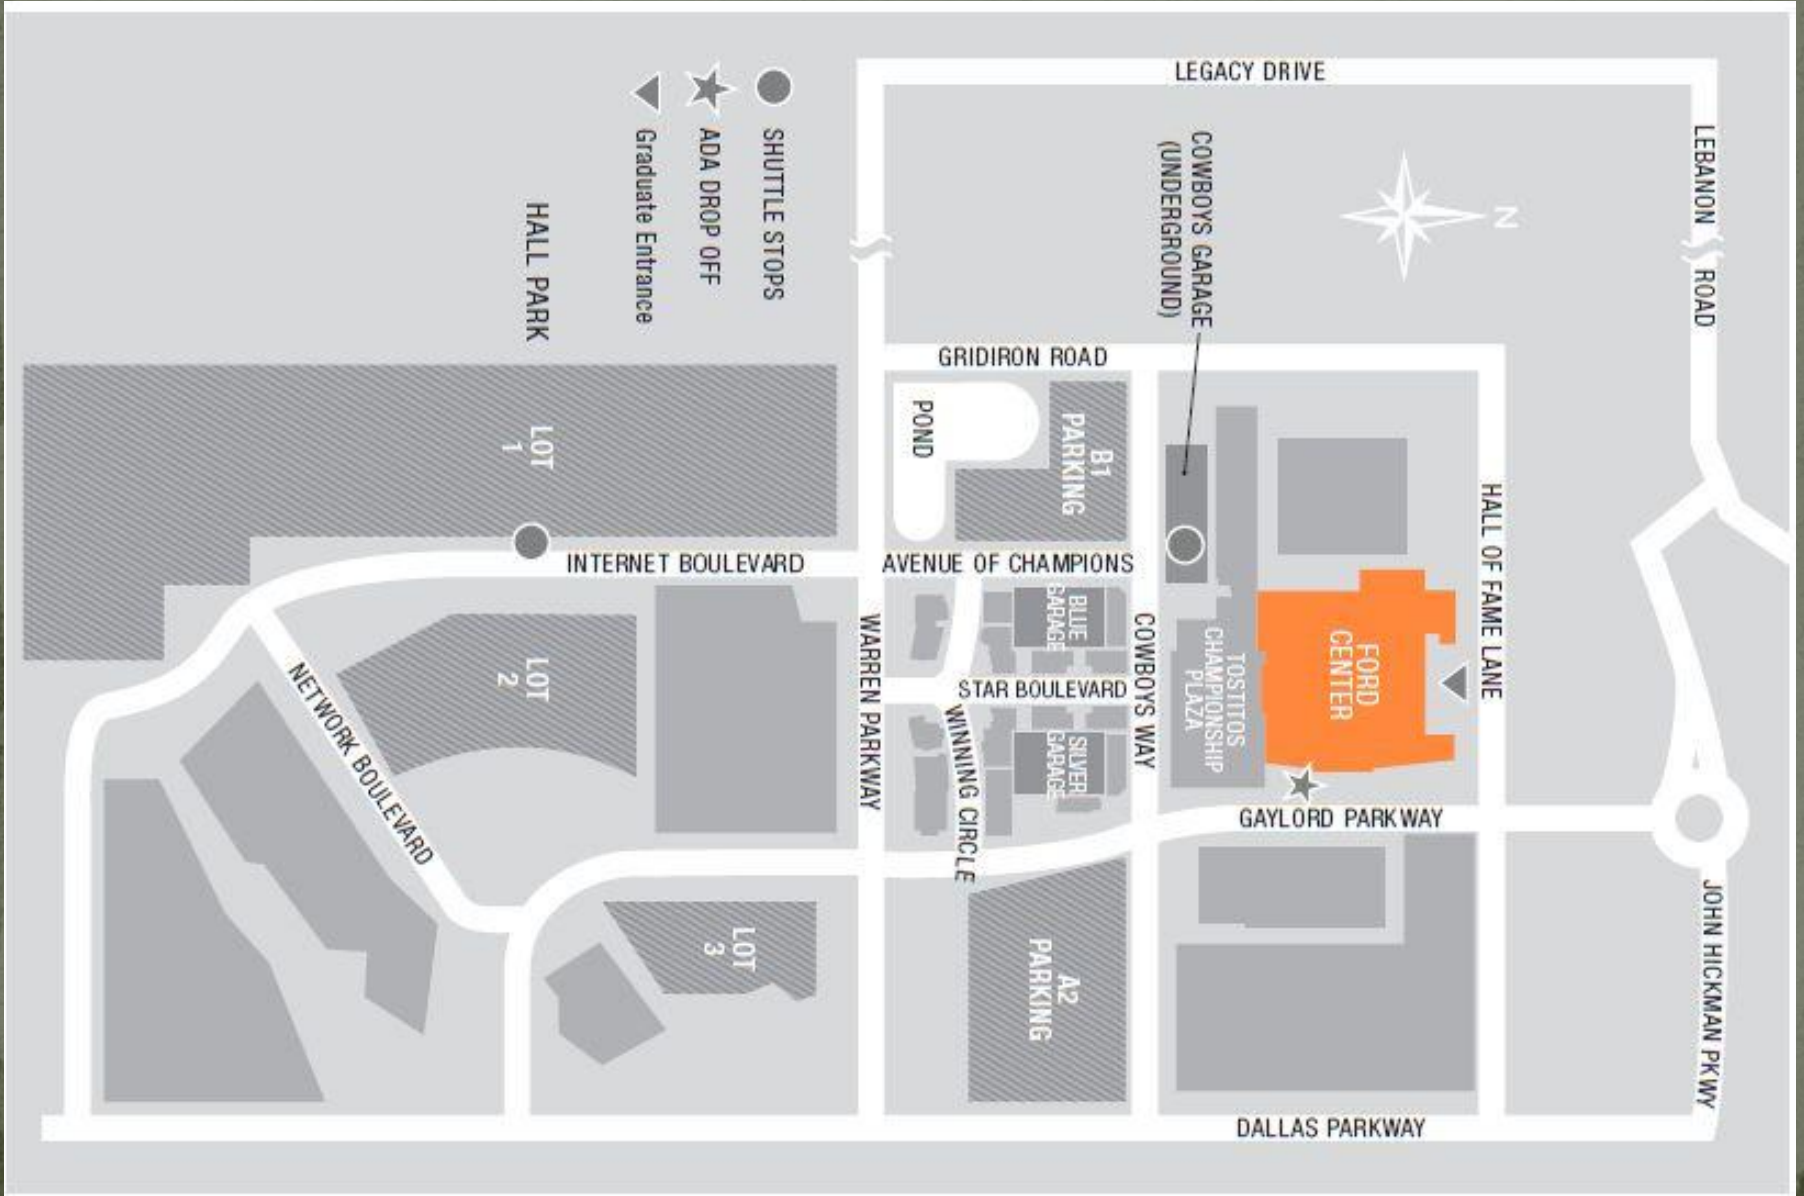 LEGACY DRIVE
LEBANON ROAD
SHUTTLE STOPS
ADA DROP OFF
Graduate Entrance
HALL PARK
COWBOYS GARAGE
(UNDERGROUND)
N
GRIDIRON ROAD
POND
B1
PARKING
LOT
1
HALL OF FAME LANE
INTERNET BOULEVARD
AVENUE OF CHAMPIONS
BLUE
GARAGE
WARREN PARKWAY
COWBOYS WAY
TOSTITOS
CHAMPIONSHIP
PLAZA
FORD
CENTER
LOT
2
STAR BOULEVARD
NETWORK BOULEVARD
WINNING CIRCLE
SILVER
GARAGE
GAYLORD PARKWAY
LOT
3
A2
PARKING
JOHN HICKMAN PKWY
DALLAS PARKWAY